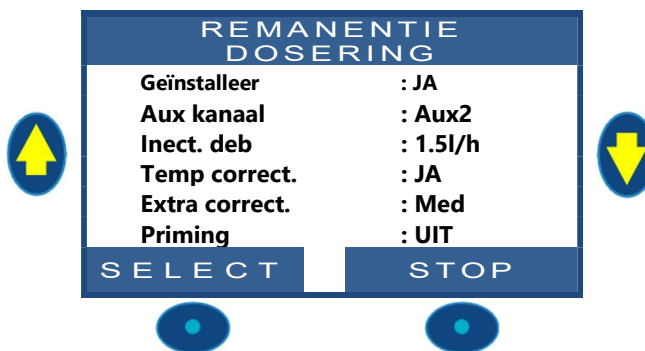 REMANENTIE
DOSERING
Geïnstalleer : JA
Aux kanaal : Aux2
Inect. deb : 1.5l/h
Temp correct. : JA
Extra correct. : Med
Priming : UIT
SELECT STOP